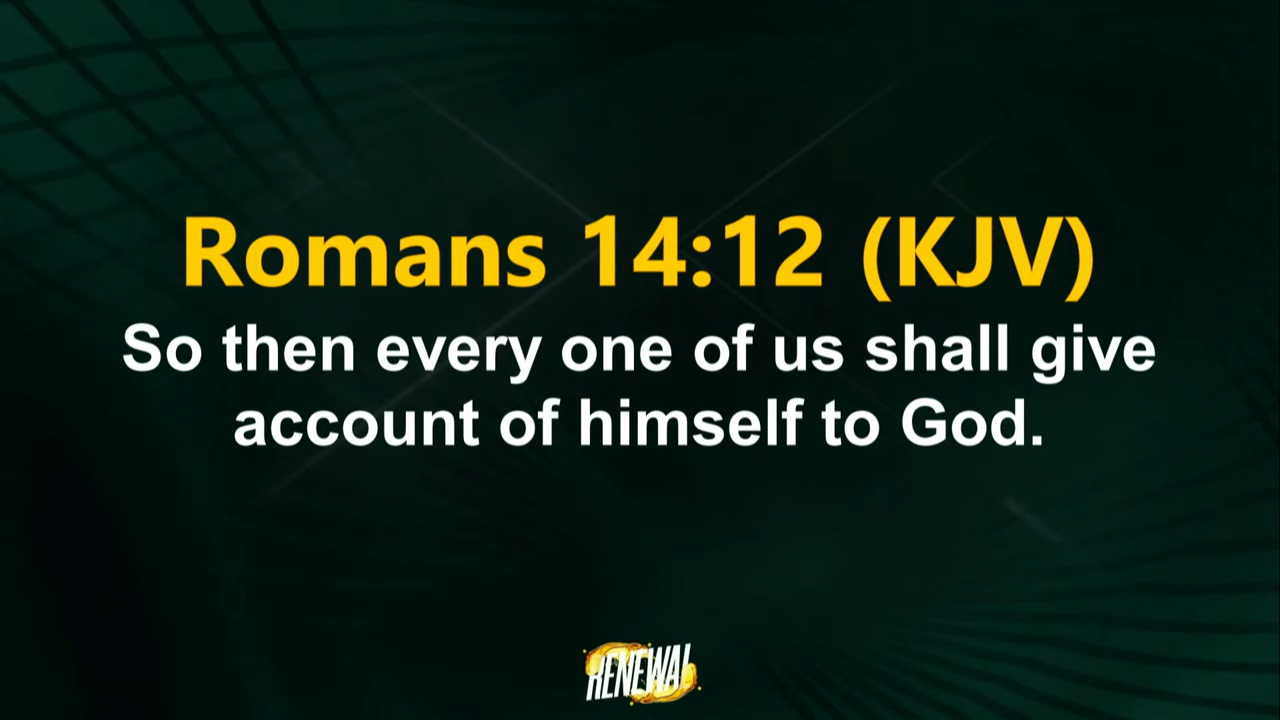 Romans 14:12 (KJV)
So then every one of us shall give
account of himself to God.
RENEWAL